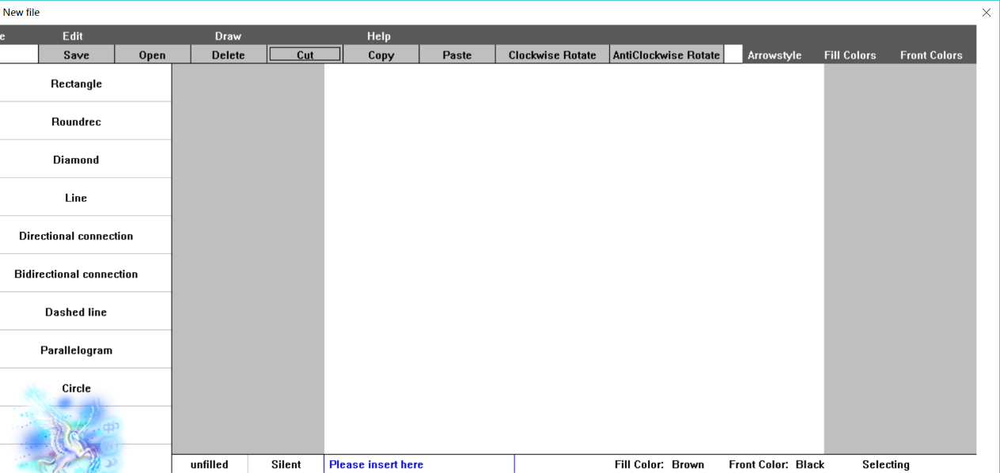 New file
e Edit Draw Help
Save Open Delete Cut Copy Paste Clockwise Rotate AntiClockwise Rotate Arrowstyle Fill Colors Front Colors
Rectangle
Roundrec
Diamond
Line
Directional connection
Bidirectional connection
Dashed line
Parallelogram
Circle
中
unfilled Silent Please insert here Fill Color: Brown Front Color: Black Selecting